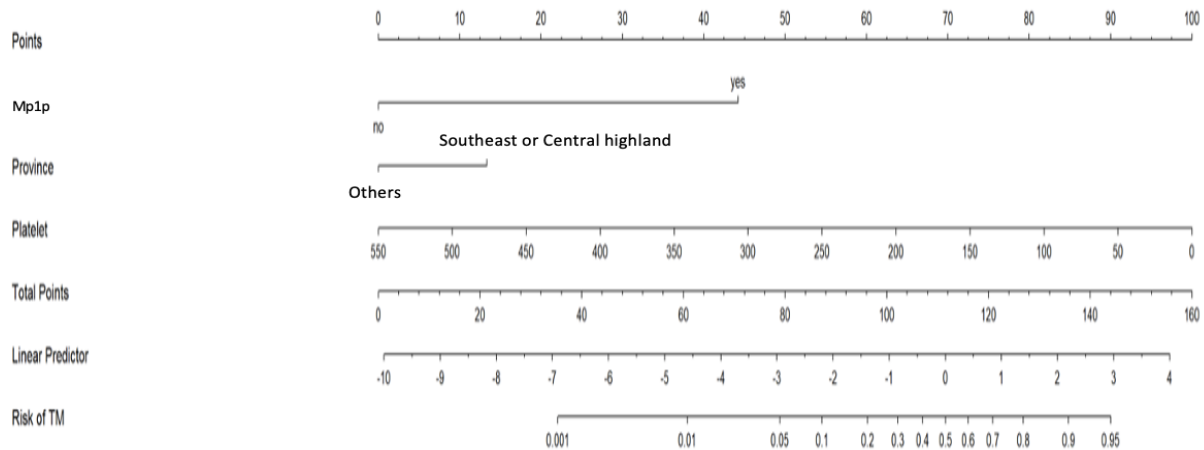 0 10 20 30 40 50 60 70 80 90 100
Points
yes
Mp1p
no
Southeast or Central highland
Province
Others
Platelet
550 500 450 400 350 300 250 200 150 100 50 0
Total Points
0 20 40 60 80 100 120 140 160
Linear Predictor
-10 -9 -8 -7 -6 -5 -4 -3 -2 -1 0 1 2 3 4
Risk of TM
0.001 0.01 0.05 0.1 0.2 0.3 0.4 0.5 0.6 0.7 0.8 0.9 0.95